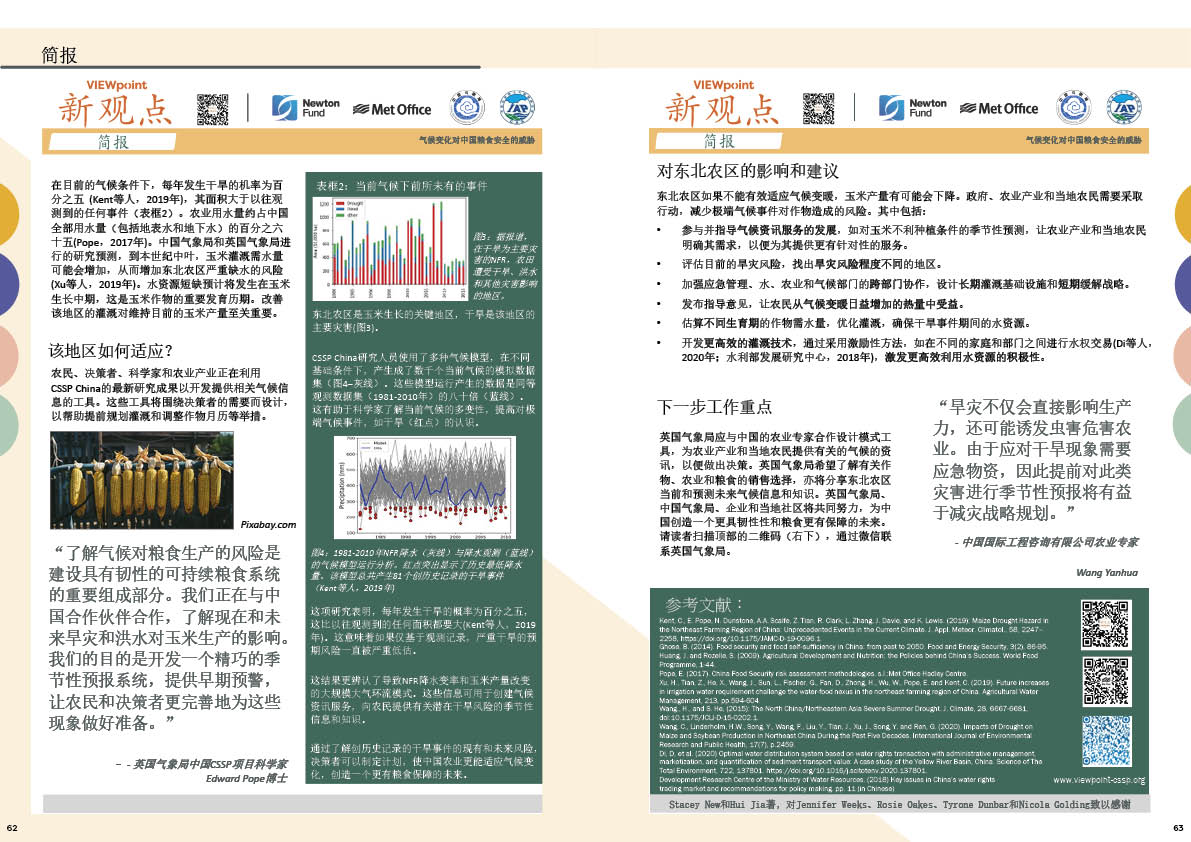 简报
VIEWpoint
新观点
Newton
Fund
Met Office
IAP
简报
气候变化对中国粮食安全的威胁
在目前的气候条件下，每年发生干旱的机率为百
分之五 (Kent等人，2019年)，其面积大于以往观
测到的任何事件（表框2）。农业用水量约占中国
全部用水量（包括地表水和地下水）的百分之六
十五(Pope，2017年)。中国气象局和英国气象局进
行的研究预测，到本世纪中叶，玉米灌溉需水量
可能会增加，从而增加东北农区严重缺水的风险
(Xu等人，2019年)。水资源短缺预计将发生在玉米
生长中期，这是玉米作物的重要发育历期。改善
该地区的灌溉对维持目前的玉米产量至关重要。
该地区如何适应？
农民、决策者、科学家和农业产业正在利用
CSSP China的最新研究成果以开发提供相关气候信
息的工具。这些工具将围绕决策者的需要而设计，
以帮助提前规划灌溉和调整作物月历等举措。
Pixabay.com
“了解气候对粮食生产的风险是
建设具有韧性的可持续粮食系统
的重要组成部分。我们正在与中
国合作伙伴合作，了解现在和未
来旱灾和洪水对玉米生产的影响。
我们的目的是开发一个精巧的季
节性预报系统，提供早期预警，
让农民和决策者更完善地为这些
现象做好准备。”
– - 英国气象局中国CSSP项目科学家
Edward Pope博士
表框2：当前气候下前所未有的事件
Drought
Flood
other
Area (10,000 ha)
1200
1000
800
600
400
200
0
1980
1985
1990
1995
2000
2005
2010
2015
图3：据报道，
在干旱为主要灾
害的NFR，农田
遭受干旱、洪水
和其他灾害影响
的地区。
东北农区是玉米生长的关键地区，干旱是该地区的
主要灾害(图3)。
CSSP China研究人员使用了多种气候模型，在不同
基础条件下，产生成了数千个当前气候的模拟数据
集（图4–灰线）。这些模型运行产生的数据是同等
观测数据集（1981-2010年）的八十倍（蓝线）。
这有助于科学家了解当前气候的多变性，提高对极
端气候事件，如干旱（红点）的认识。
Precipitation (mm)
700
600
500
400
300
200
100
Model
Obs
1985
1990
1995
2000
2005
2010
图4：1981-2010年NFR降水（灰线）与降水观测（蓝线）
的气候模型运行分析。红点突出显示了历史最低降水
量。该模型总共产生81个创历史记录的干旱事件
（Kent等人，2019年)
这项研究表明，每年发生干旱的概率为百分之五，
这比以往观测到的任何面积都要大(Kent等人，2019
年)。这意味着如果仅基于观测记录，严重干旱的预
期风险一直被严重低估。
这结果更辨认了导致NFR降水变率和玉米产量改变
的大规模大气环流模式。这些信息可用于创建气候
资讯服务，向农民提供有关潜在干旱风险的季节性
信息和知识。
通过了解创历史记录的干旱事件的现有和未来风险，
决策者可以制定计划，使中国农业更能适应气候变
化，创造一个更有粮食保障的未来。
62
VIEWpoint
新观点
Newton
Fund
Met Office
IAP
简报
气候变化对中国粮食安全的威胁
对东北农区的影响和建议
东北农区如果不能有效适应气候变暖，玉米产量有可能会下降。政府、农业产业和当地农民需要采取
行动，减少极端气候事件对作物造成的风险。其中包括：
• 参与并指导气候资讯服务的发展，如对玉米不利种植条件的季节性预测，让农业产业和当地农民
明确其需求，以便为其提供更有针对性的服务。
• 评估目前的旱灾风险，找出旱灾风险程度不同的地区。
• 加强应急管理、水、农业和气候部门的跨部门协作，设计长期灌溉基础设施和短期缓解战略。
• 发布指导意见，让农民从气候变暖日益增加的热量中受益。
• 估算不同生育期的作物需水量，优化灌溉，确保干旱事件期间的水资源。
• 开发更高效的灌溉技术，通过采用激励性方法，如在不同的家庭和部门之间进行水权交易(Di等人，
2020年；水利部发展研究中心，2018年)，激发更高效利用水资源的积极性。
下一步工作重点
英国气象局应与中国的农业专家合作设计模式工
具，为农业产业和当地农民提供有关的气候的资
讯，以便做出决策。英国气象局希望了解有关作
物、农业和粮食的销售选择，亦将分享东北农区
当前和预测未来气候信息和知识。英国气象局、
中国气象局、企业和当地社区将共同努力，为中
国创造一个更具韧性性和粮食更有保障的未来。
请读者扫描顶部的二维码（右下），通过微信联
系英国气象局。
“旱灾不仅会直接影响生产
力，还可能诱发虫害危害农
业。由于应对干旱现象需要
应急物资，因此提前对此类
灾害进行季节性预报将有益
于减灾战略规划。”
- 中国国际工程咨询有限公司农业专家
Wang Yanhua
参考文献：
Kent, C., E. Pope, N. Dunstone, A.A. Scaife, Z. Tian, R. Clark, L. Zhang, J. Davie, and K. Lewis. (2019). Maize Drought Hazard in
the Northeast Farming Region of China: Unprecedented Events in the Current Climate. J. Appl. Meteor. Climatol., 58, 2247–
2258, https://doi.org/10.1175/JAMC-D-19-0096.1.
Ghose, B. (2014). Food security and food self-sufficiency in China: from past to 2050. Food and Energy Security, 3(2), 86-95.
Huang, J. and Rozelle, S. (2009). Agricultural Development and Nutrition: the Policies behind China's Success. World Food
Programme, 1-44.
Pope, E. (2017). China Food Security risk assessment methodologies. s.l.:Met Office Hadley Centre.
Xu, H., Tian, Z., He, X., Wang, J., Sun, L., Fischer, G., Fan, D., Zhong, H., Wu, W., Pope, E. and Kent, C. (2019). Future increases
in irrigation water requirement challenge the water-food nexus in the northeast farming region of China. Agricultural Water
Management, 213, pp.594-604.
Wang., H., and S. He, (2015): The North China/Northeastern Asia Severe Summer Drought. J. Climate, 28, 6667-6681,
doi:10.1175/JCLI-D-15-0202.1.
Wang, C., Linderholm, H.W., Song, Y., Wang, F., Liu, Y., Tian, J., Xu, J., Song, Y. and Ren, G. (2020). Impacts of Drought on
Maize and Soybean Production in Northeast China During the Past Five Decades. International Journal of Environmental
Research and Public Health, 17(7), p.2459.
Di, D. et al. (2020) Optimal water distribution system based on water rights transaction with administrative management,
marketization, and quantification of sediment transport value: A case study of the Yellow River Basin, China. Science of The
Total Environment, 722, 137801, https://doi.org/10.1016/j.scitotenv.2020.137801.
Development Research Centre of the Ministry of Water Resources. (2018) Key issues in China's water rights
trading market and recommendations for policy making. pp. 11 (in Chinese)
www.viewpoint-cssp.org
Stacey New和Hui Jia著，对Jennifer Weeks、Rosie Oakes、Tyrone Dunbar和Nicola Golding致以感谢
63